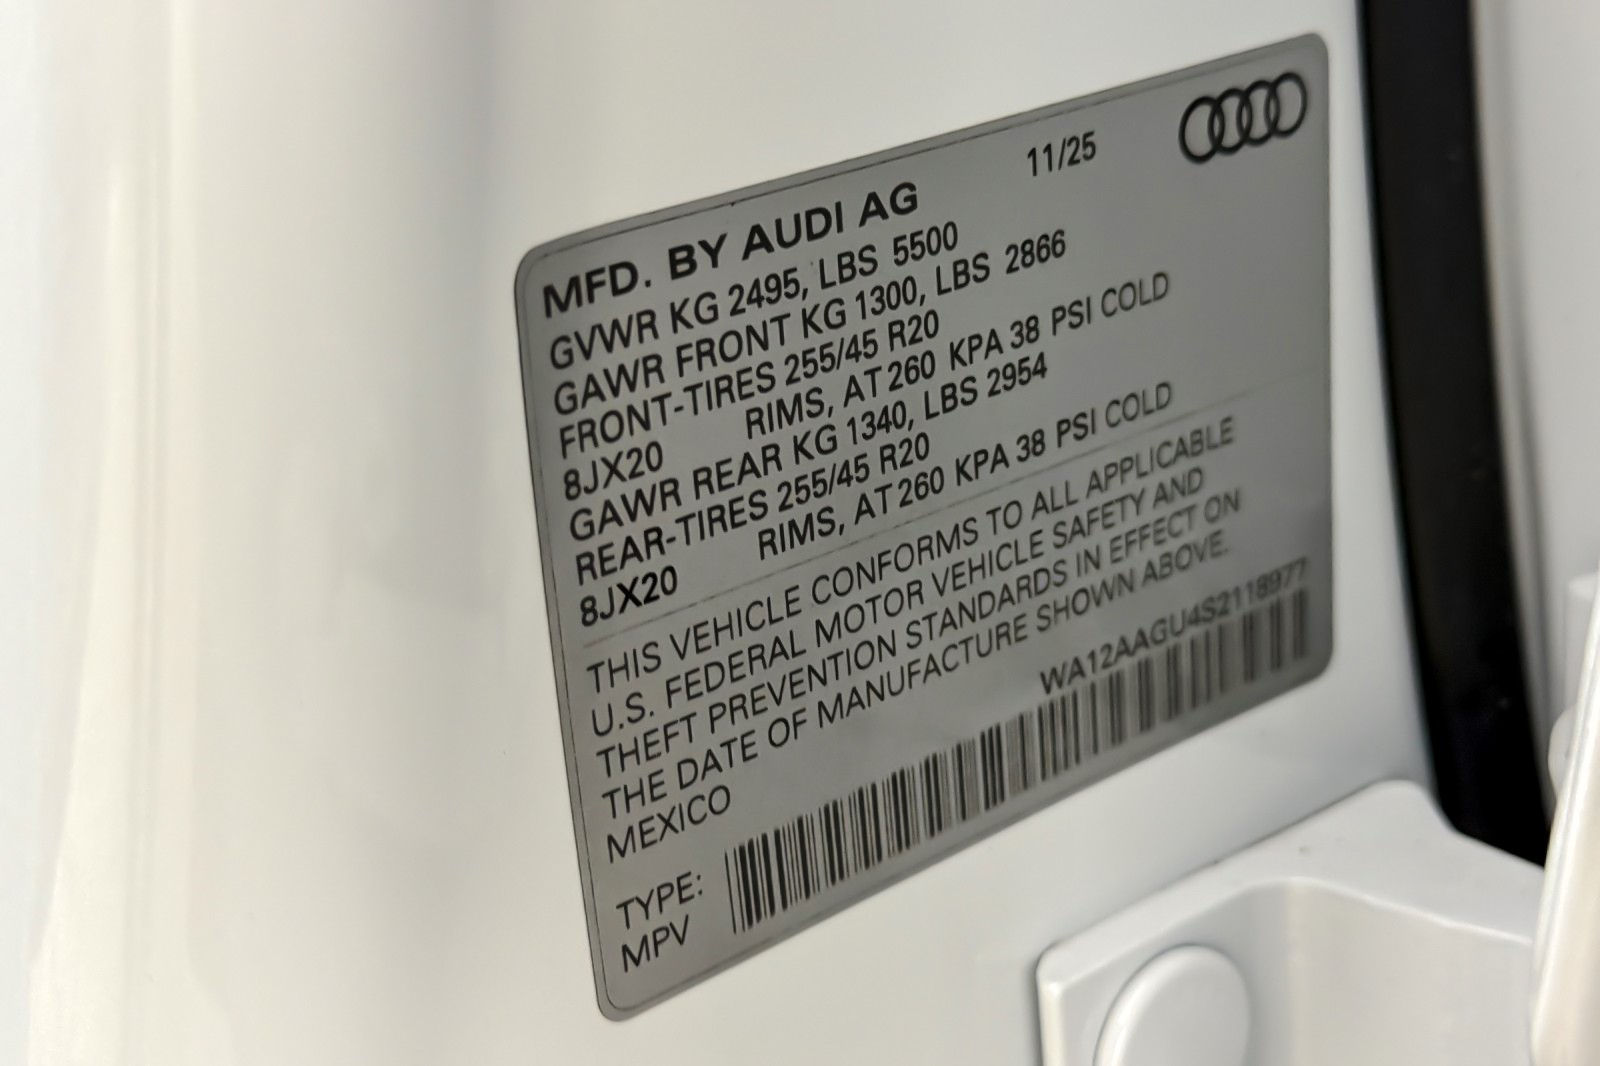 11/25
MFD. BY AUDI AG
GVWR KG 2495, LBS 5500
GAWR FRONT KG 1300, LBS 2866
FRONT-TIRES 255/45 R20
8JX20 RIMS, AT 260 KPA 38 PSI COLD
GAWR REAR KG 1340, LBS 2954
REAR-TIRES 255/45 R20
8JX20 RIMS, AT 260 KPA 38 PSI COLD
THIS VEHICLE CONFORMS TO ALL APPLICABLE
U.S. FEDERAL MOTOR VEHICLE SAFETY AND
THEFT PREVENTION STANDARDS IN EFFECT ON
THE DATE OF MANUFACTURE SHOWN ABOVE.
MEXICO
WA12AAGU4S2118977
TYPE:
MPV